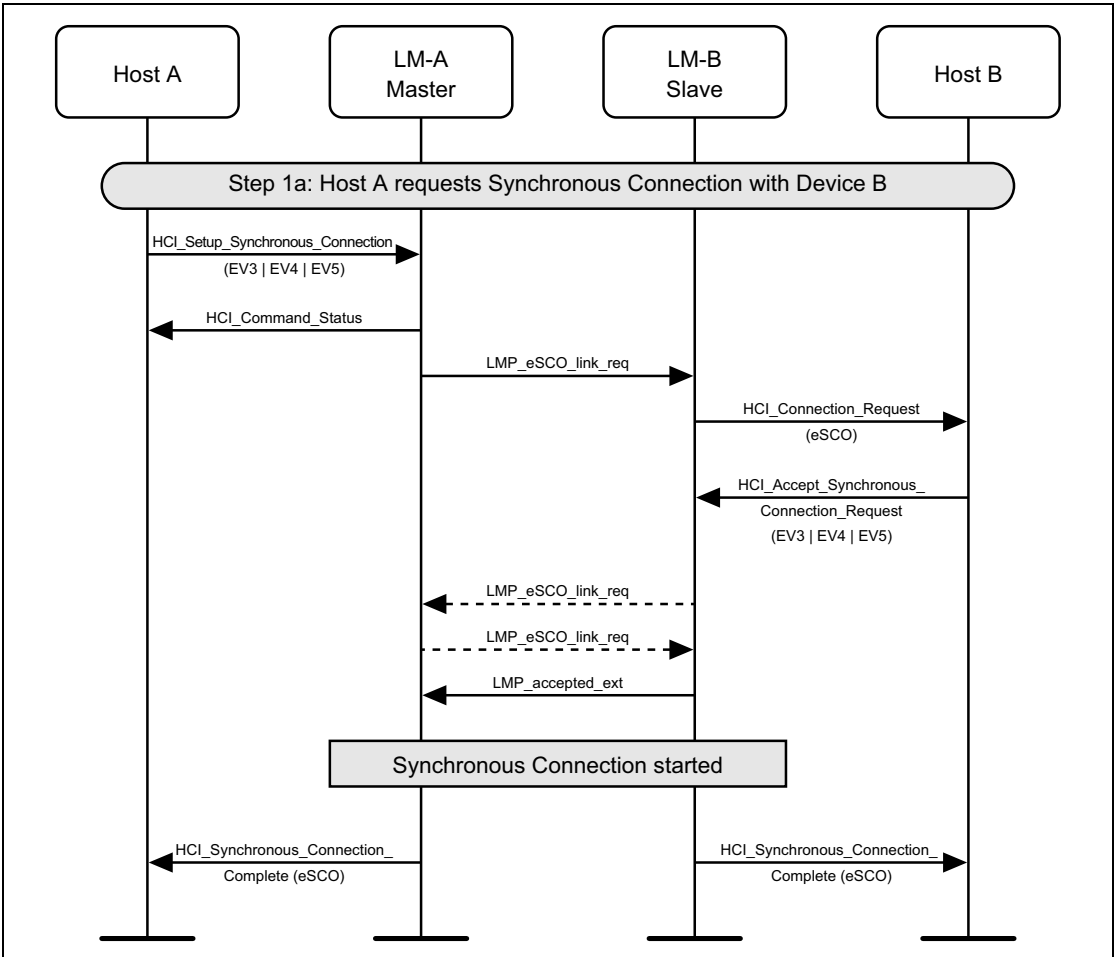 Host A
LM-A
Master
LM-B
Slave
Host B
Step 1a: Host A requests Synchronous Connection with Device B
HCI_Setup_Synchronous_Connection
(EV3 | EV4 | EV5)
HCI_Command_Status
LMP_eSCO_link_req
HCI_Connection_Request
(eSCO)
HCI_Accept_Synchronous_
Connection_Request
(EV3 | EV4 | EV5)
LMP_eSCO_link_req
LMP_eSCO_link_req
LMP_accepted_ext
Synchronous Connection started
HCI_Synchronous_Connection_
Complete (eSCO)
HCI_Synchronous_Connection_
Complete (eSCO)